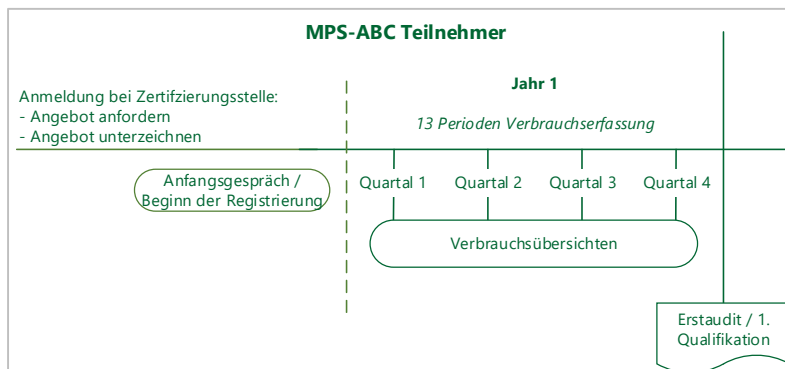 MPS-ABC Teilnehmer
Jahr 1
Anmeldung bei Zertifzierungsstelle:
- Angebot anfordern
- Angebot unterzeichnen
13 Perioden Verbrauchserfassung
Anfangsgespräch /
Beginn der Registrierung
Quartal 1
Quartal 2
Quartal 3
Quartal 4
Verbrauchsübersichten
Erstaudit / 1.
Qualifikation